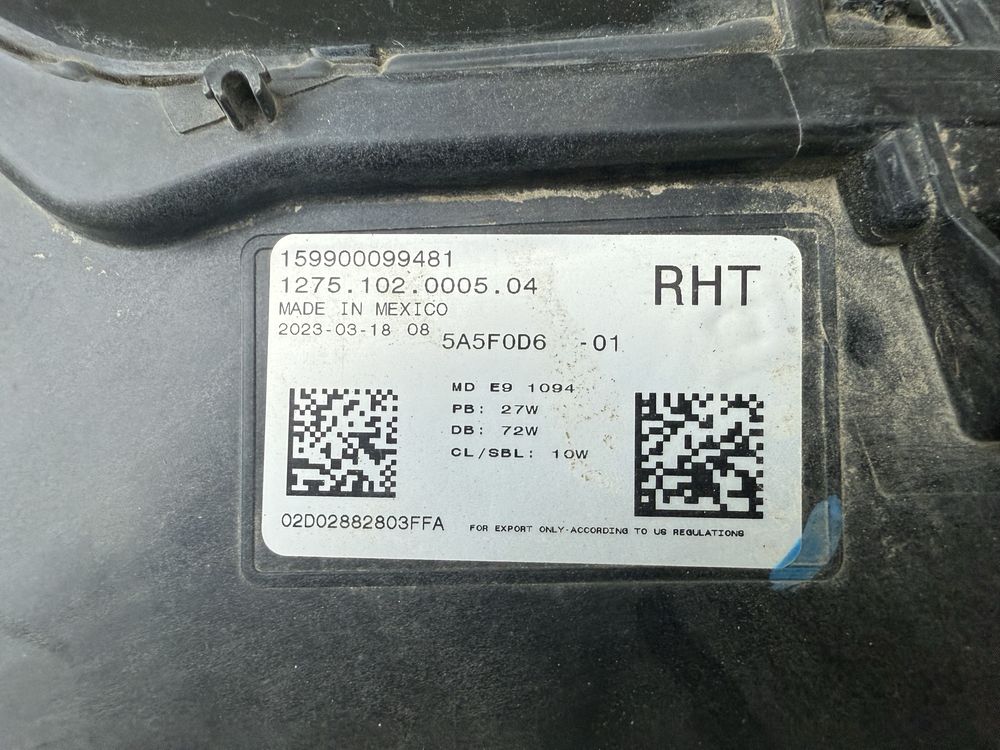 159900099481
1275.102.0005.04
RHT
MADE IN MEXICO
2023-03-18 08
5A5F0D6 -01
MD E9 1094
PB: 27W
DB: 72W
CL/SBL: 10W
02D02882803FFA
FOR EXPORT ONLY-ACCORDING TO US REGULATIONS